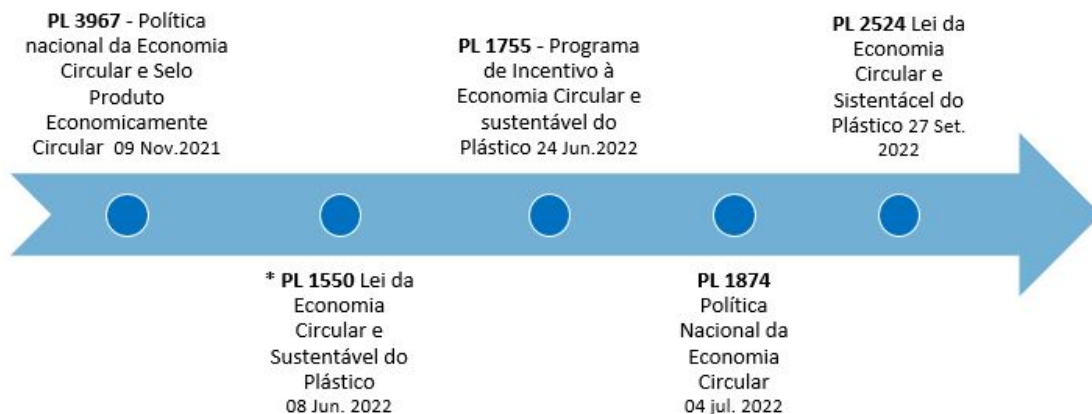 PL 3967 - Política
nacional da Economia
Circular e Selo
Produto
Economicamente
Circular 09 Nov.2021
* PL 1550 Lei da
Economia
Circular e
Sustentável do
Plástico
08 Jun. 2022
PL 1755 - Programa
de Incentivo à
Economia Circular e
sustentável do
Plástico 24 Jun.2022
PL 1874
Política
Nacional da
Economia
Circular
04 jul. 2022
PL 2524 Lei da
Economia
Circular e
Sistentácel do
Plástico 27 Set.
2022